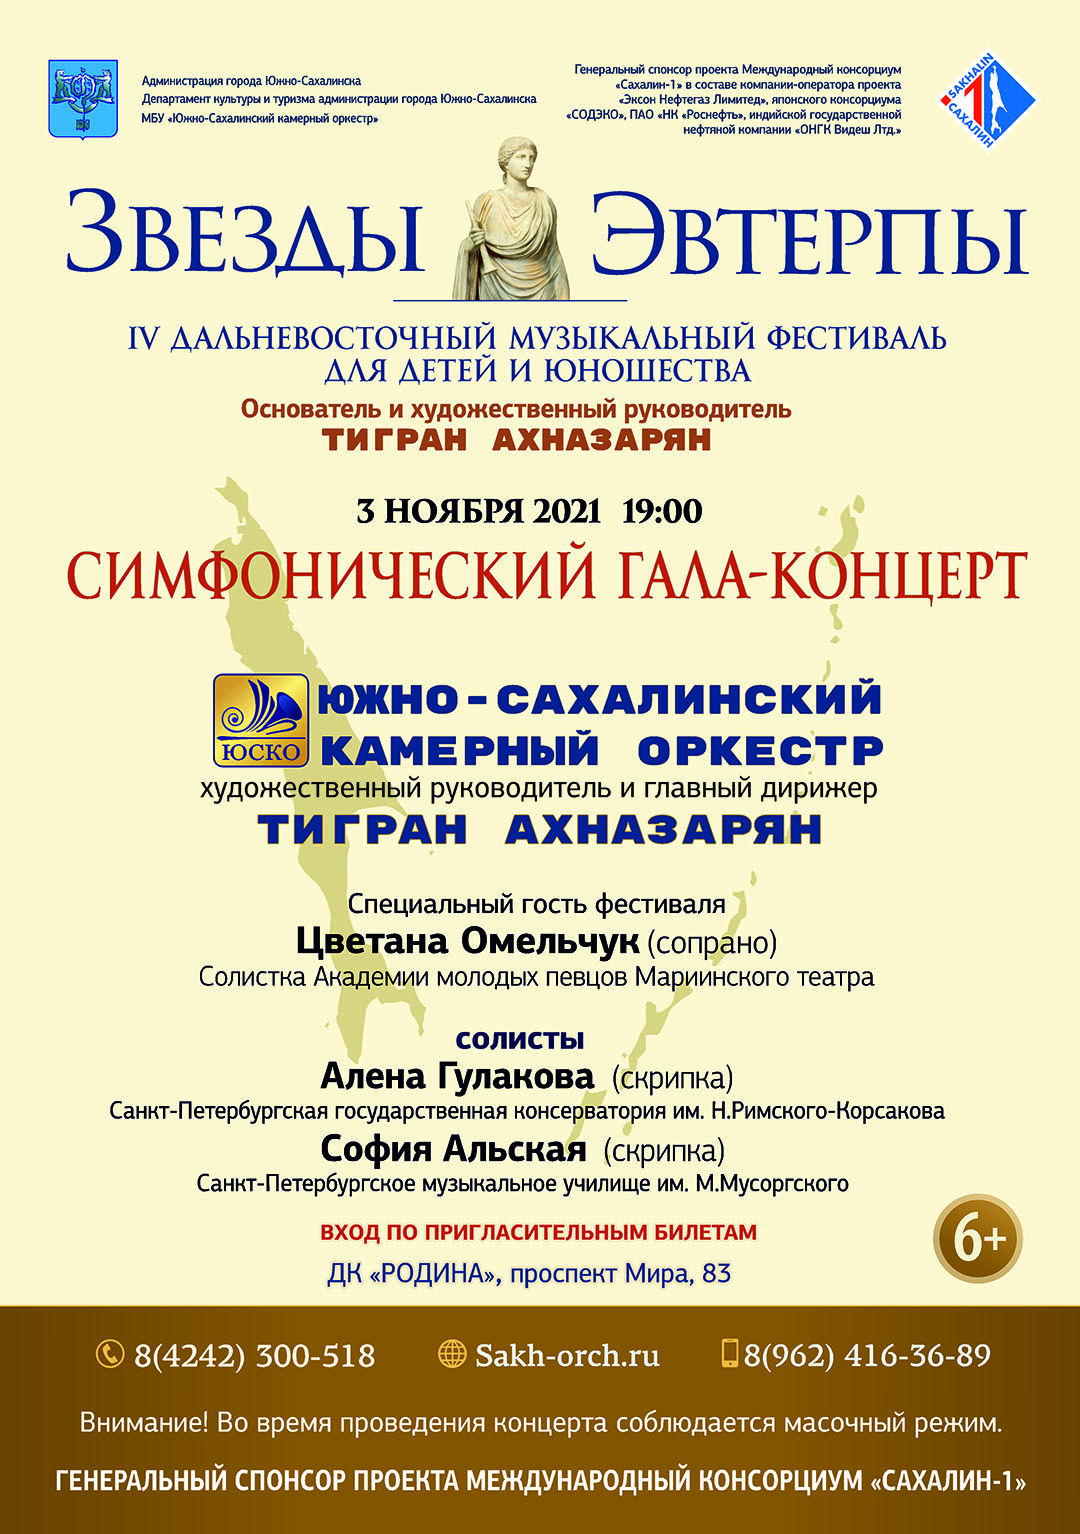 Администрация города Южно-Сахалинска
Департамент культуры и туризма администрации города Южно-Сахалинска
МБУ «Южно-Сахалинский камерный оркестр»
Генеральный спонсор проекта Международный консорциум
«Сахалин-1» в составе компании-оператора проекта
«Эксон Нефтегаз Лимитед», японского консорциума
«СОДЭКО», ПАО «НК «Роснефть», индийской государственной
нефтяной компании «ОНГК Видеш Лтд.»
SAKHALIN
1
САХАЛИН
ЗВЕЗДЫ ЭВТЕРПЫ
IV ДАЛЬНЕВОСТОЧНЫЙ МУЗЫКАЛЬНЫЙ ФЕСТИВАЛЬ
ДЛЯ ДЕТЕЙ И ЮНОШЕСТВА
Основатель и художественный руководитель
ТИГРАН АХНАЗАРЯН
3 НОЯБРЯ 2021 19:00
СИМФОНИЧЕСКИЙ ГАЛА-КОНЦЕРТ
ЮСКО
ЮЖНО-САХАЛИНСКИЙ
КАМЕРНЫЙ ОРКЕСТР
художественный руководитель и главный дирижер
ТИГРАН АХНАЗАРЯН
Специальный гость фестиваля
Цветана Омельчук (сопрано)
Солистка Академии молодых певцов Мариинского театра
солисты
Алена Гулакова (скрипка)
Санкт-Петербургская государственная консерватория им. Н.Римского-Корсакова
София Альская (скрипка)
Санкт-Петербургское музыкальное училище им. М.Мусоргского
ВХОД ПО ПРИГЛАСИТЕЛЬНЫМ БИЛЕТАМ
ДК «РОДИНА», проспект Мира, 83
6+
8(4242) 300-518 Sakh-orch.ru 8(962) 416-36-89
Внимание! Во время проведения концерта соблюдается масочный режим.
ГЕНЕРАЛЬНЫЙ СПОНСОР ПРОЕКТА МЕЖДУНАРОДНЫЙ КОНСОРЦИУМ «САХАЛИН-1»